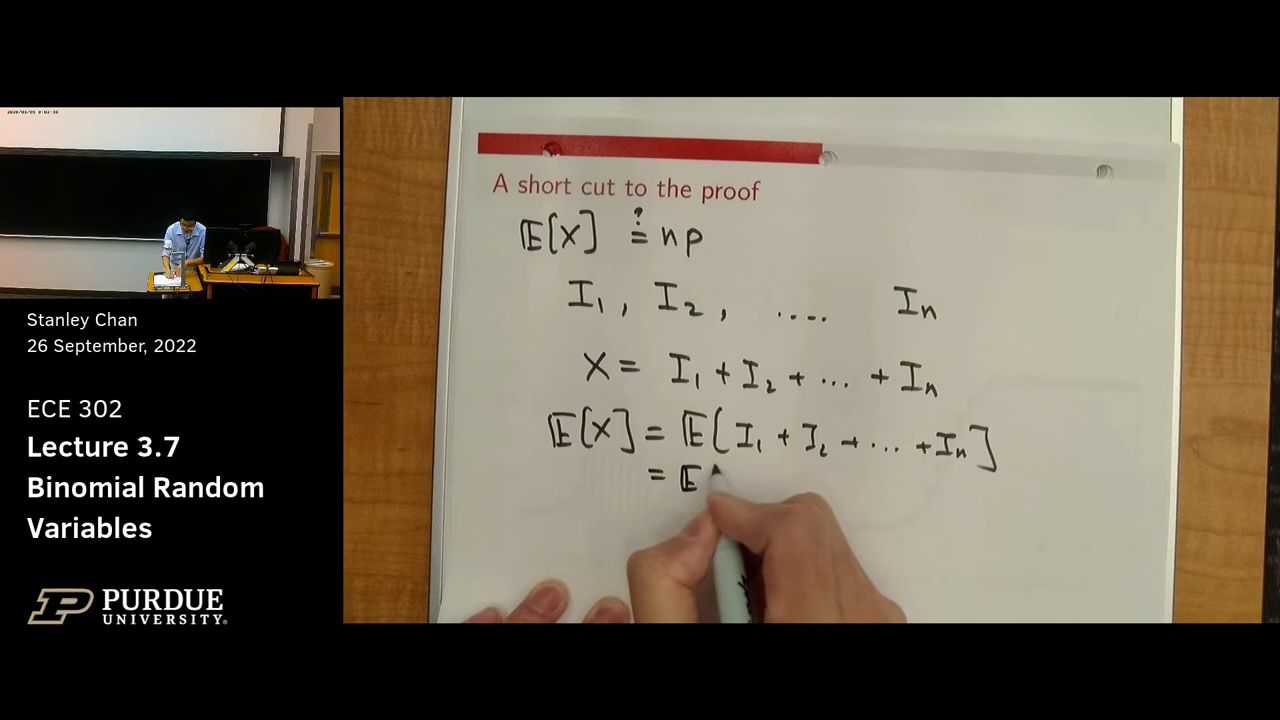 Stanley Chan
26 September, 2022
ECE 302
Lecture 3.7
Binomial Random
Variables
PURDUE
UNIVERSITY
A short cut to the proof
𝔼[X] ≟ np
I₁, I₂, .... Iₙ
X = I₁ + I₂ + ... + Iₙ
𝔼[X] = 𝔼[I₁ + I₂ + ... + Iₙ]
= 𝔼